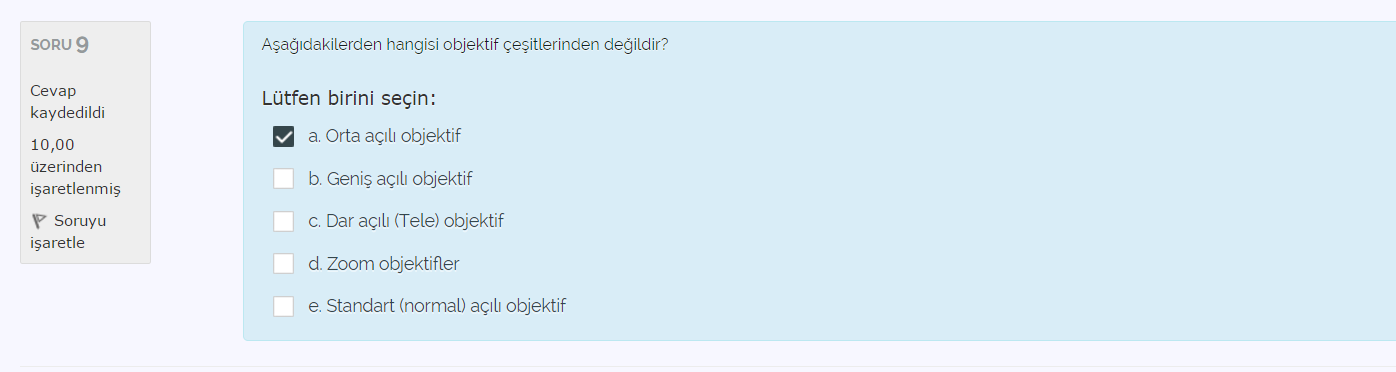 SORU 9
Cevap
kaydedildi
10,00
üzerinden
işaretlenmiş
Soruyu
işaretle
Aşağıdakilerden hangisi objektif çeşitlerinden değildir?
Lütfen birini seçin:
a. Orta açılı objektif
b. Geniş açılı objektif
c. Dar açılı (Tele) objektif
d. Zoom objektifler
e. Standart (normal) açılı objektif